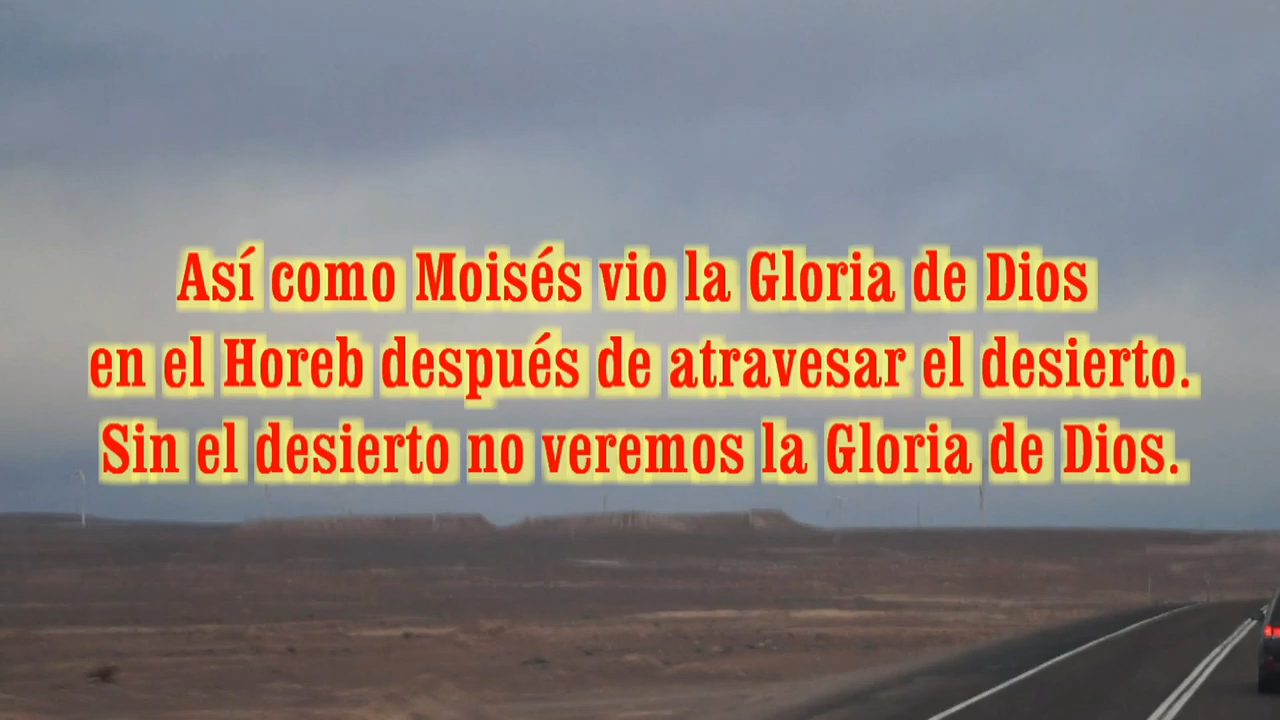 Así como Moisés vio la Gloria de Dios
en el Horeb después de atravesar el desierto.
Sin el desierto no veremos la Gloria de Dios.